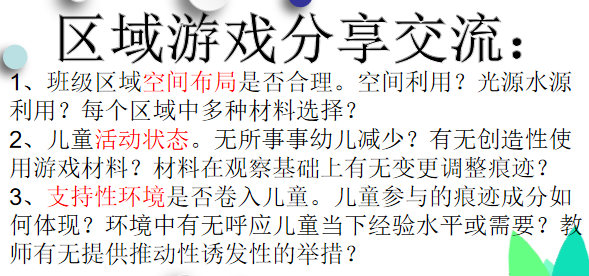 区域游戏分享交流：
1、班级区域空间布局是否合理。空间利用？光源水源
利用？每个区域中多种材料选择？
2、儿童活动状态。无所事事幼儿减少？有无创造性使
用游戏材料？材料在观察基础上有无变更调整痕迹？
3、支持性环境是否卷入儿童。儿童参与的痕迹成分如
何体现？环境中有无呼应儿童当下经验水平或需要？教
师有无提供推动性诱发性的举措？